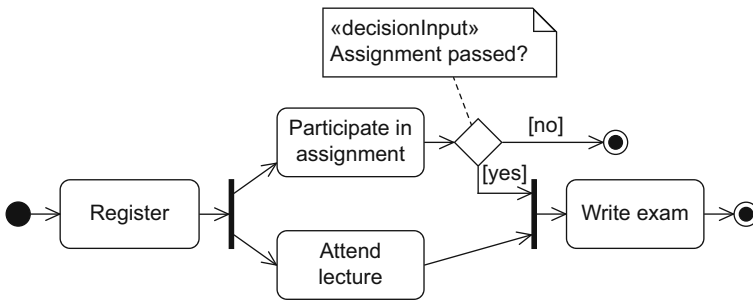 «decisionInput»
Assignment passed?
Participate in
assignment
[no]
[yes]
Register
Write exam
Attend
lecture